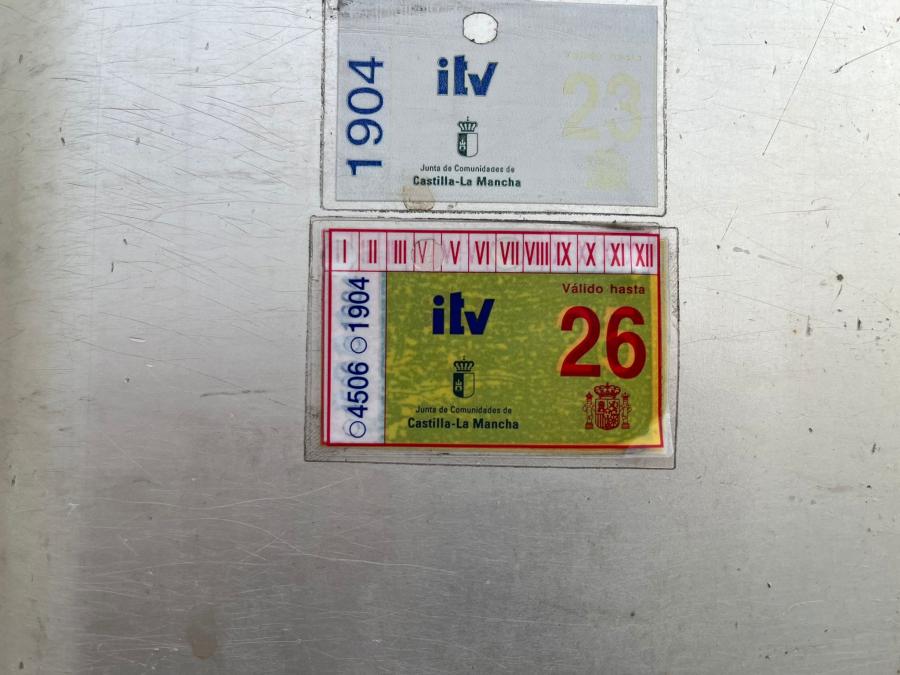 1904
itv
23
Junta de Comunidades de
Castilla-La Mancha
I II III IV V VI VII VIII IX X XI XII
4506 1904
itv
Válido hasta
26
Junta de Comunidades de
Castilla-La Mancha